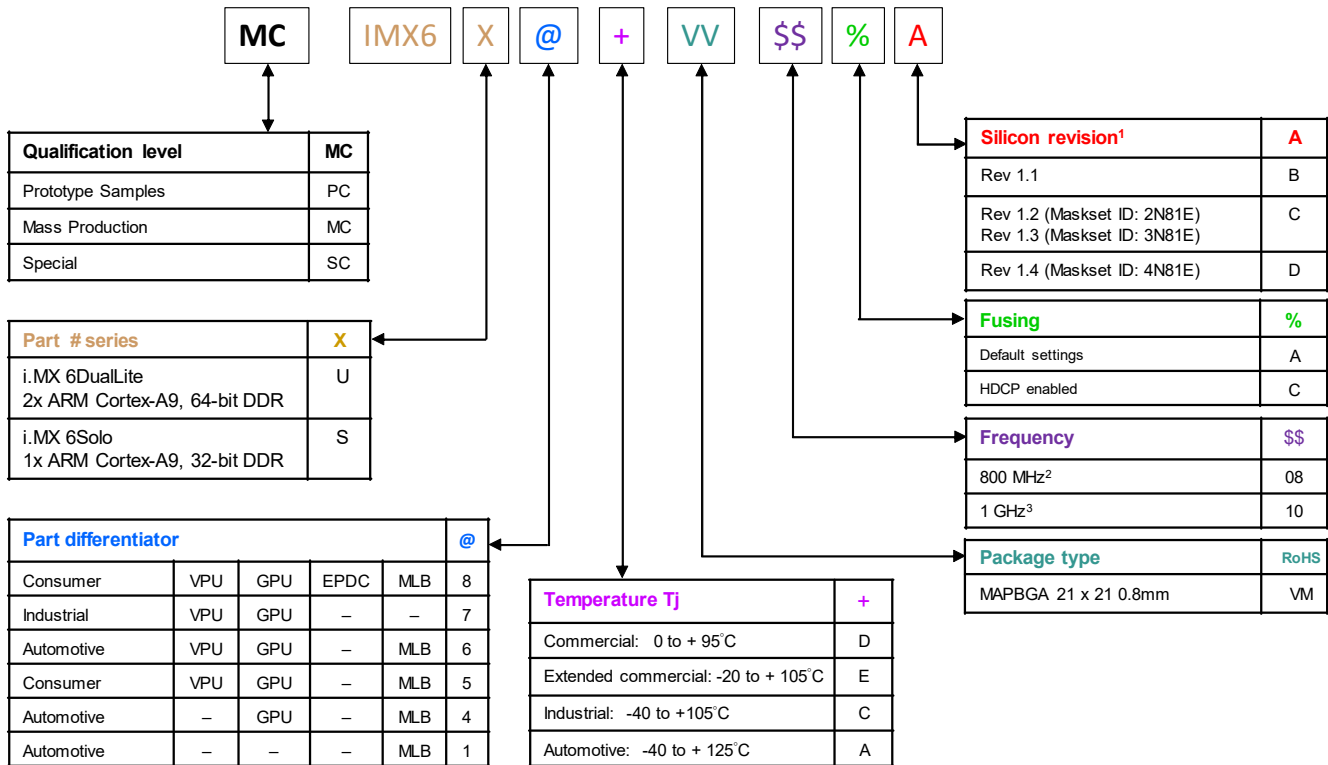 MC IMX6 X @ + VV $$ % A
Qualification level MC
Prototype Samples PC
Mass Production MC
Special SC
Part # series X
i.MX 6DualLite U
2x ARM Cortex-A9, 64-bit DDR
i.MX 6Solo S
1x ARM Cortex-A9, 32-bit DDR
Part differentiator @
Consumer VPU GPU EPDC MLB 8
Industrial VPU GPU – – 7
Automotive VPU GPU – MLB 6
Consumer VPU GPU – MLB 5
Automotive – GPU – MLB 4
Automotive – – – MLB 1
Temperature Tj +
Commercial: 0 to + 95°C D
Extended commercial: -20 to + 105°C E
Industrial: -40 to +105°C C
Automotive: -40 to + 125°C A
Silicon revision¹ A
Rev 1.1 B
Rev 1.2 (Maskset ID: 2N81E) C
Rev 1.3 (Maskset ID: 3N81E)
Rev 1.4 (Maskset ID: 4N81E) D
Fusing %
Default settings A
HDCP enabled C
Frequency $$
800 MHz² 08
1 GHz³ 10
Package type RoHS
MAPBGA 21 x 21 0.8mm VM